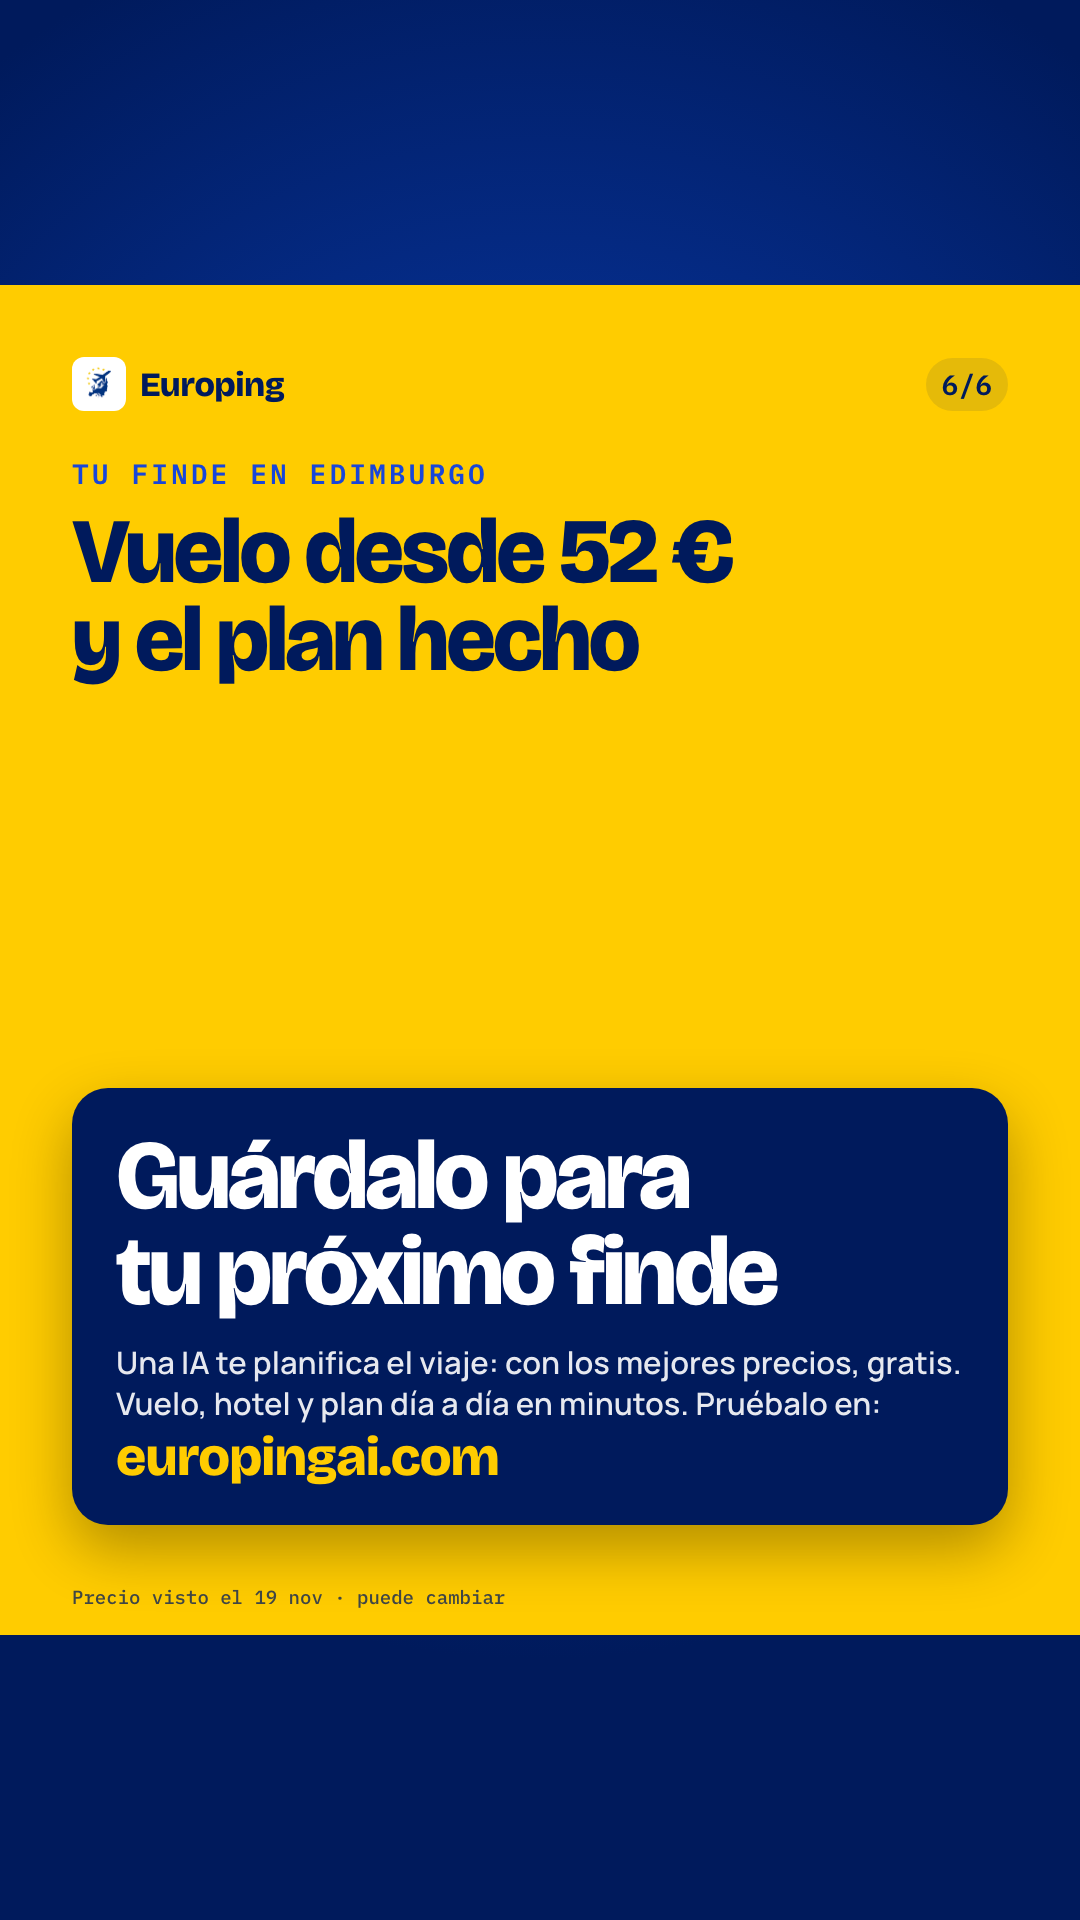 Europing
6/6
TU FINDE EN EDIMBURGO
Vuelo desde 52 €
y el plan hecho
Guárdalo para
tu próximo finde
Una IA te planifica el viaje: con los mejores precios, gratis.
Vuelo, hotel y plan día a día en minutos. Pruébalo en:
europingai.com
Precio visto el 19 nov · puede cambiar